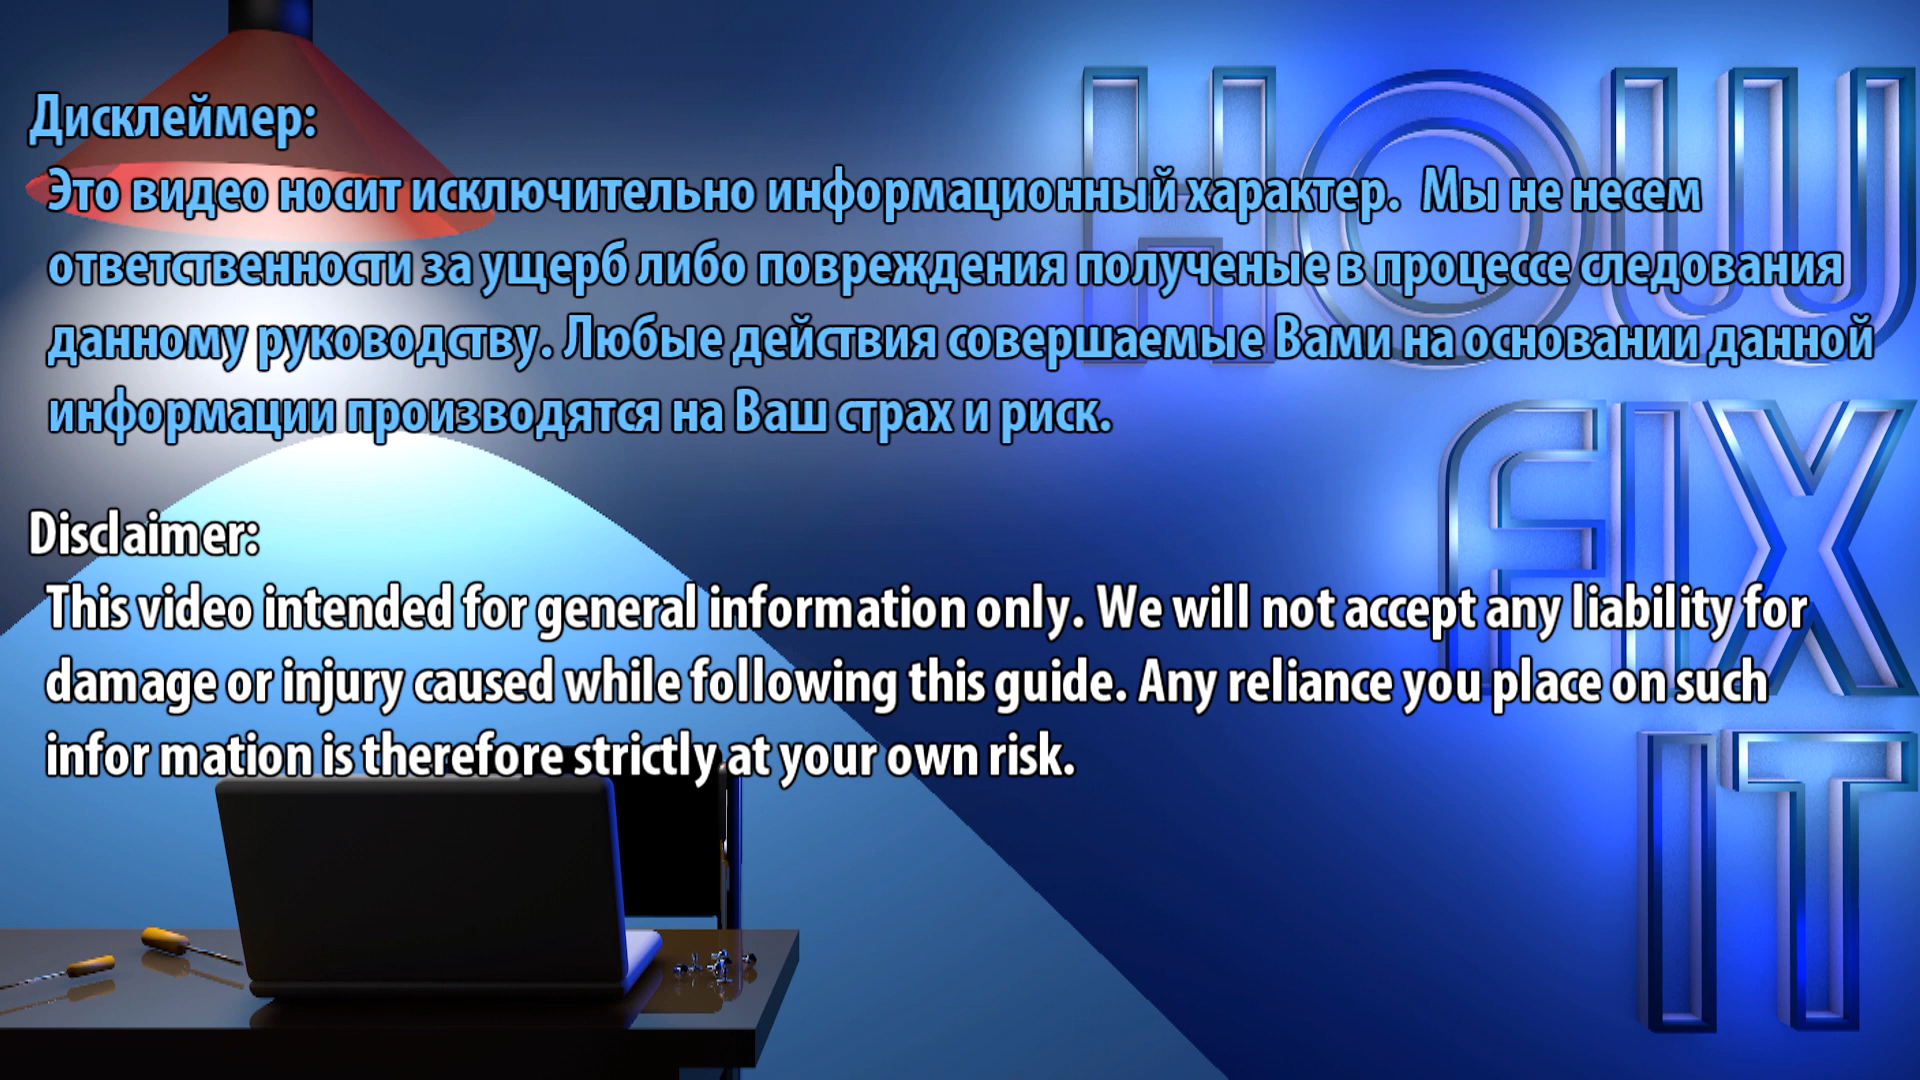 Дисклеймер:
Это видео носит исключительно информационный характер. Мы не несем
ответственности за ущерб либо повреждения полученые в процессе следования
данному руководству. Любые действия совершаемые Вами на основании данной
информации производятся на Ваш страх и риск.
Disclaimer:
This video intended for general information only. We will not accept any liability for
damage or injury caused while following this guide. Any reliance you place on such
infor mation is therefore strictly at your own risk.
HOW
FIX
IT